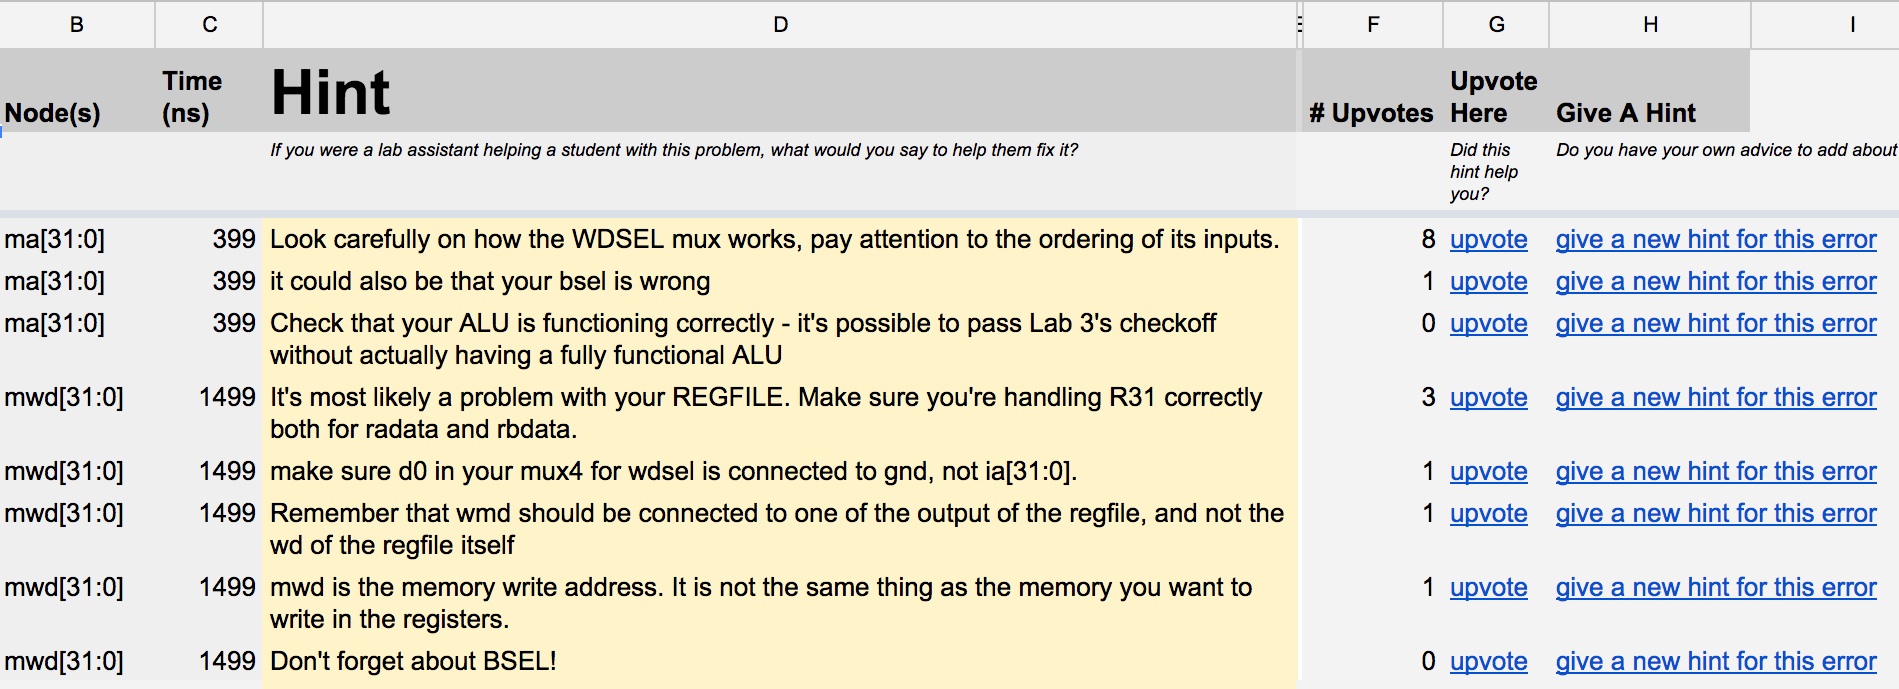 B C D E F G H I
Time Upvote
Node(s) (ns) Hint # Upvotes Here Give A Hint
If you were a lab assistant helping a student with this problem, what would you say to help them fix it? Did this Do you have your own advice to add about
hint help
you?
ma[31:0] 399 Look carefully on how the WDSEL mux works, pay attention to the ordering of its inputs. 8 upvote give a new hint for this error
ma[31:0] 399 it could also be that your bsel is wrong 1 upvote give a new hint for this error
ma[31:0] 399 Check that your ALU is functioning correctly - it's possible to pass Lab 3's checkoff 0 upvote give a new hint for this error
without actually having a fully functional ALU
mwd[31:0] 1499 It's most likely a problem with your REGFILE. Make sure you're handling R31 correctly 3 upvote give a new hint for this error
both for radata and rbdata.
mwd[31:0] 1499 make sure d0 in your mux4 for wdsel is connected to gnd, not ia[31:0]. 1 upvote give a new hint for this error
mwd[31:0] 1499 Remember that wmd should be connected to one of the output of the regfile, and not the 1 upvote give a new hint for this error
wd of the regfile itself
mwd[31:0] 1499 mwd is the memory write address. It is not the same thing as the memory you want to 1 upvote give a new hint for this error
write in the registers.
mwd[31:0] 1499 Don't forget about BSEL! 0 upvote give a new hint for this error